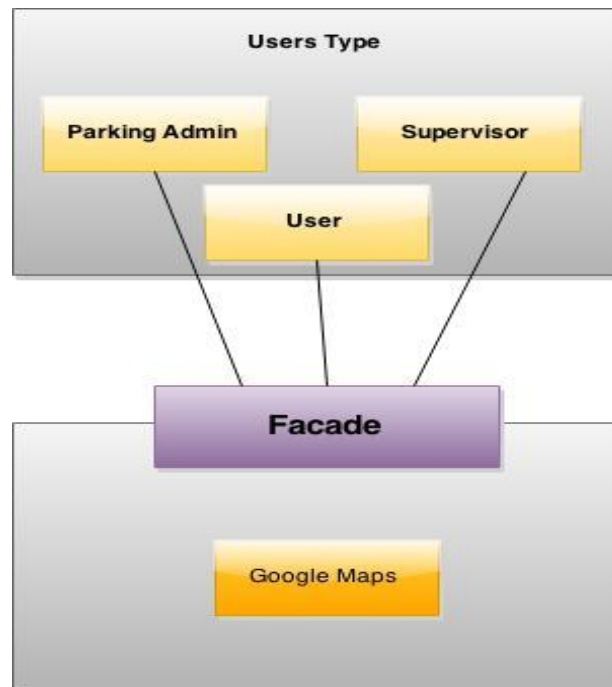 Users Type
Parking Admin
Supervisor
User
Facade
Google Maps